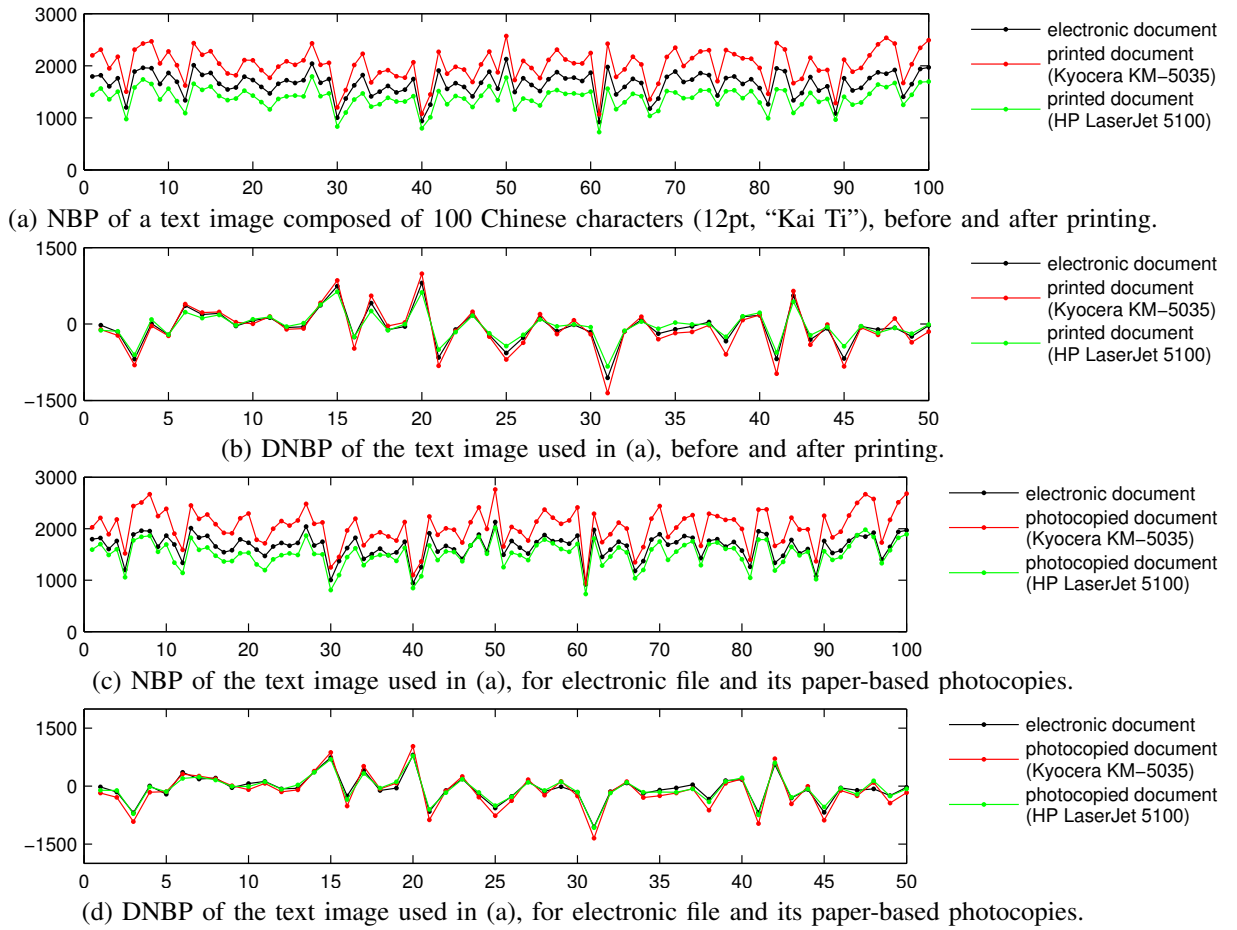 3000
2000
1000
0
0 10 20 30 40 50 60 70 80 90 100
electronic document
printed document
(Kyocera KM−5035)
printed document
(HP LaserJet 5100)
(a) NBP of a text image composed of 100 Chinese characters (12pt, “Kai Ti”), before and after printing.
1500
0
−1500
0 5 10 15 20 25 30 35 40 45 50
electronic document
printed document
(Kyocera KM−5035)
printed document
(HP LaserJet 5100)
(b) DNBP of the text image used in (a), before and after printing.
3000
2000
1000
0
0 10 20 30 40 50 60 70 80 90 100
electronic document
photocopied document
(Kyocera KM−5035)
photocopied document
(HP LaserJet 5100)
(c) NBP of the text image used in (a), for electronic file and its paper-based photocopies.
1500
0
−1500
0 5 10 15 20 25 30 35 40 45 50
electronic document
photocopied document
(Kyocera KM−5035)
photocopied document
(HP LaserJet 5100)
(d) DNBP of the text image used in (a), for electronic file and its paper-based photocopies.